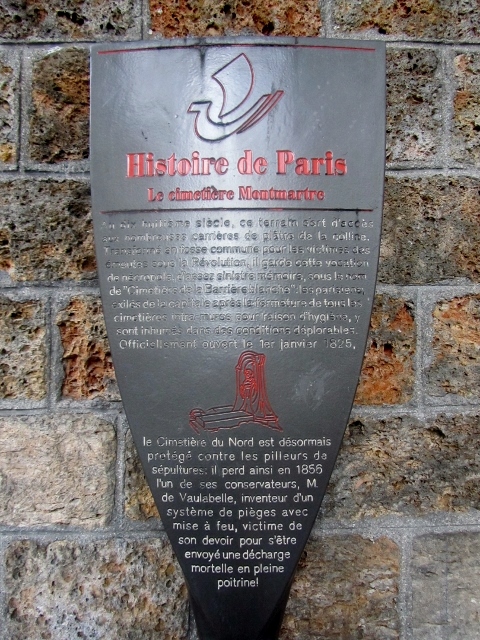 Histoire de Paris
Le cimetière Montmartre
Au dix-huitième siècle, ce terrain sert d'accès
aux nombreuses carrières de plâtre de la colline.
Transformé en fosse commune pour les victimes des
émeutes sous la Révolution, il garde cette vocation
de nécropole d'assez sinistre mémoire, sous le nom
de "Cimetière de la Barrière blanche": les parisiens
exilés de la capitale après la fermeture de tous les
cimetières intra-muros pour raison d'hygiène, y
sont inhumés dans des conditions déplorables.
Officiellement ouvert le 1er janvier 1825,
le Cimetière du Nord est désormais
protégé contre les pilleurs de
sépultures: il perd ainsi en 1856
l'un de ses conservateurs, M.
de Vaulabelle, inventeur d'un
système de pièges avec
mise à feu, victime de
son devoir pour s'être
envoyé une décharge
mortelle en pleine
poitrine!